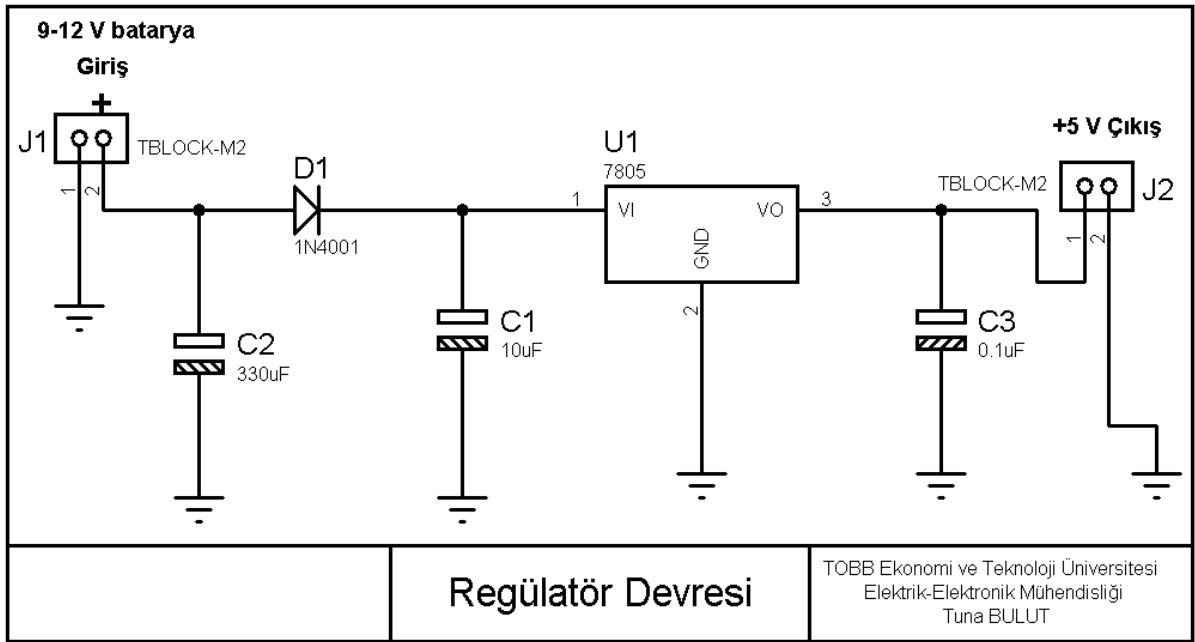 9-12 V batarya
Giriş
+
J1
TBLOCK-M2
1
2
D1
1N4001
C2
330uF
C1
10uF
U1
7805
1
VI
VO
3
GND
2
C3
0.1uF
+5 V Çıkış
TBLOCK-M2
J2
1
2
Regülatör Devresi
TOBB Ekonomi ve Teknoloji Üniversitesi
Elektrik-Elektronik Mühendisliği
Tuna BULUT